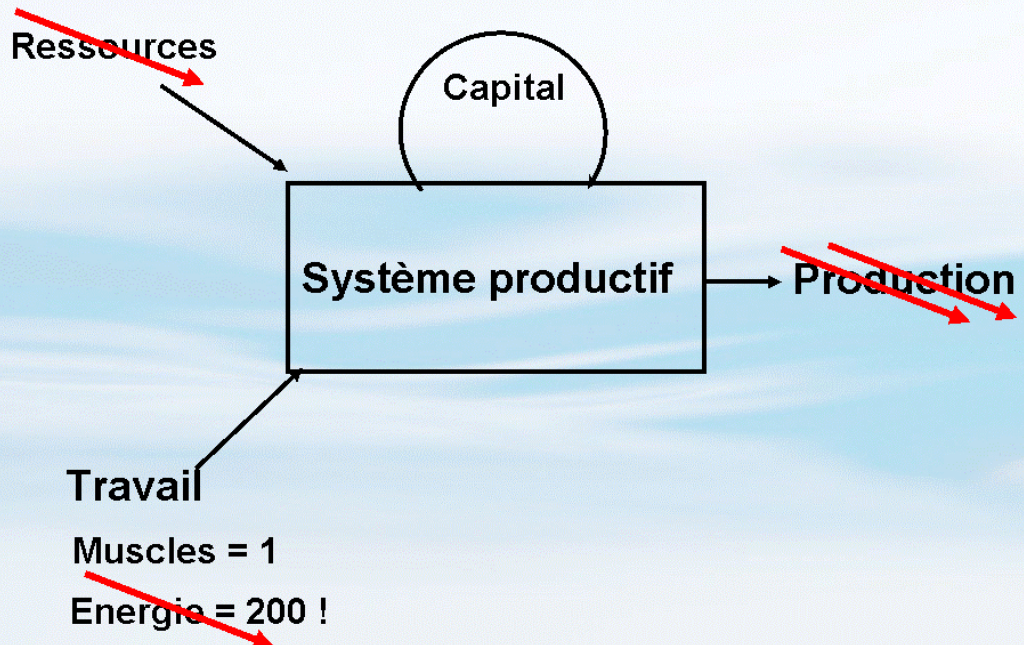 Ressources
Capital
Système productif
Production
Travail
Muscles = 1
Energie = 200 !